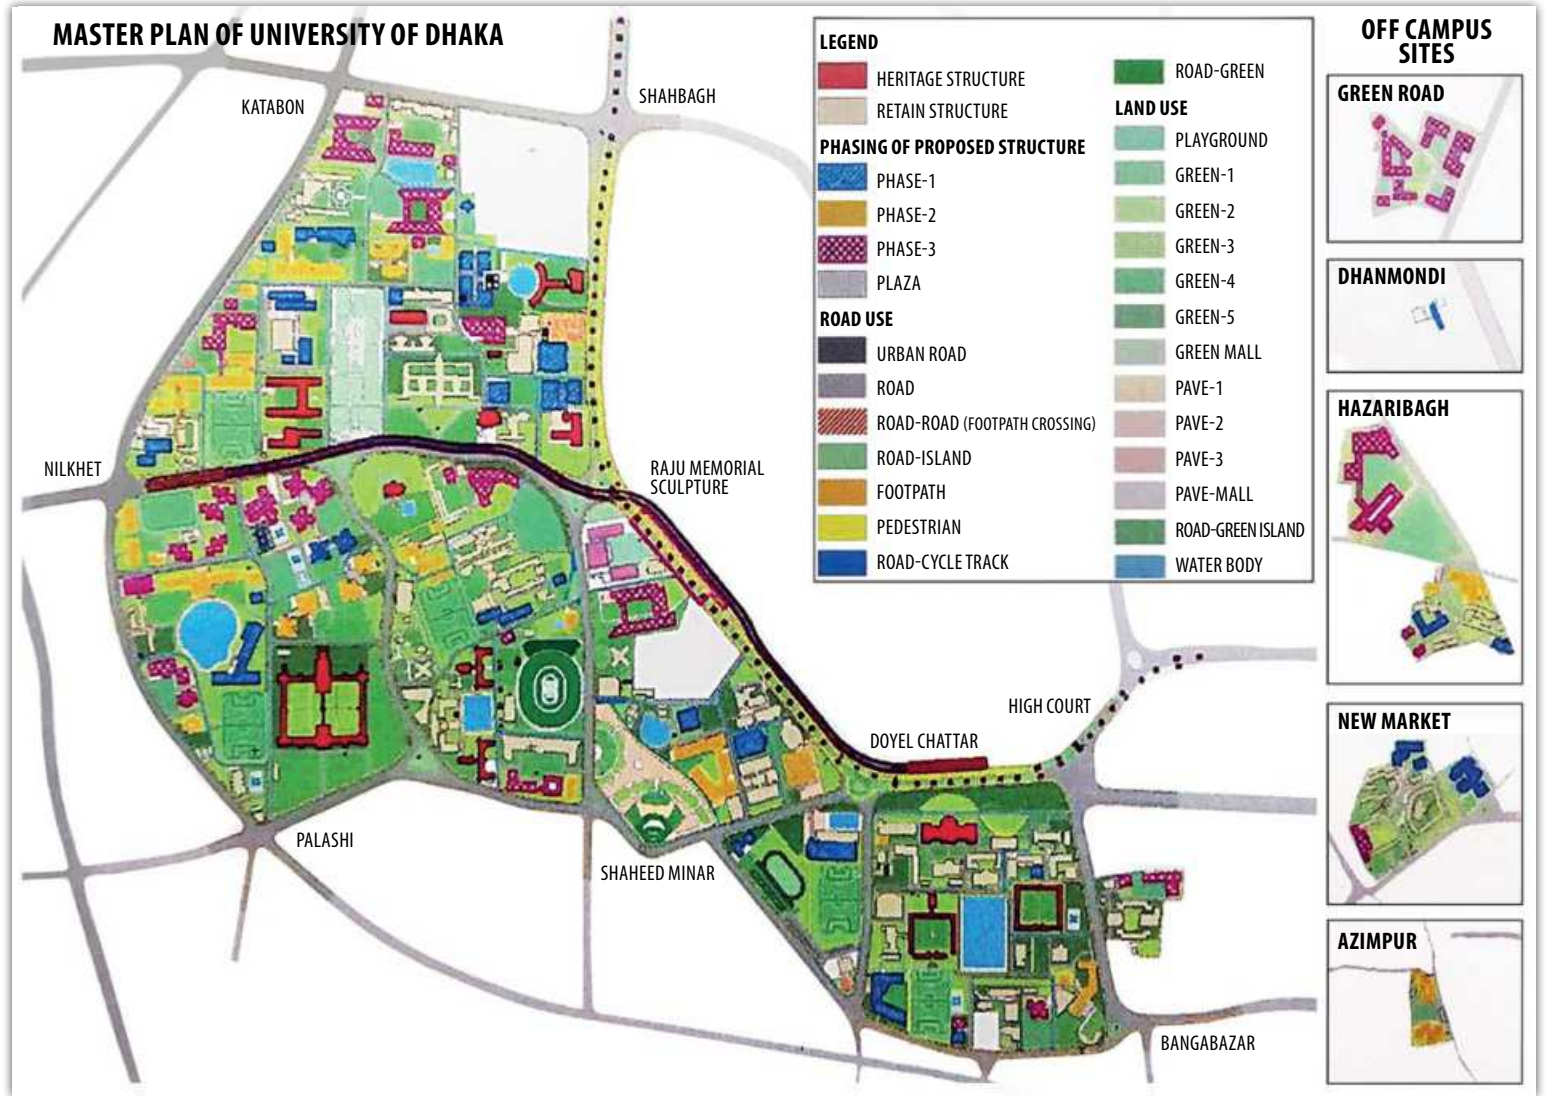 MASTER PLAN OF UNIVERSITY OF DHAKA
KATABON
SHAHBAGH
NILKHET
RAJU MEMORIAL
SCULPTURE
HIGH COURT
DOYEL CHATTAR
PALASHI
SHAHEED MINAR
BANGABAZAR
LEGEND
HERITAGE STRUCTURE
RETAIN STRUCTURE
PHASING OF PROPOSED STRUCTURE
PHASE-1
PHASE-2
PHASE-3
PLAZA
ROAD USE
URBAN ROAD
ROAD
ROAD-ROAD (FOOTPATH CROSSING)
ROAD-ISLAND
FOOTPATH
PEDESTRIAN
ROAD-CYCLE TRACK
ROAD-GREEN
LAND USE
PLAYGROUND
GREEN-1
GREEN-2
GREEN-3
GREEN-4
GREEN-5
GREEN MALL
PAVE-1
PAVE-2
PAVE-3
PAVE-MALL
ROAD-GREEN ISLAND
WATER BODY
OFF CAMPUS
SITES
GREEN ROAD
DHANMONDI
HAZARIBAGH
NEW MARKET
AZIMPUR